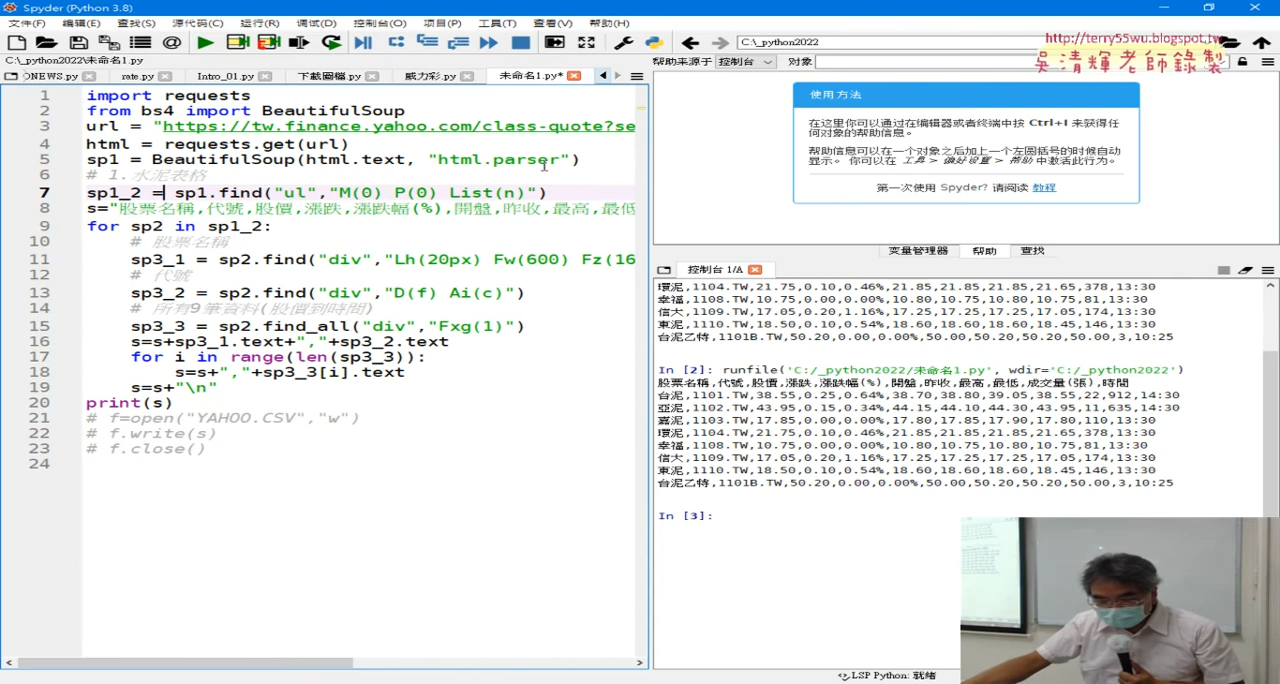 Spyder (Python 3.8)
文件(F) 编辑(E) 查找(S) 源代码(C) 运行(R) 调试(D) 控制台(O) 项目(P) 工具(T) 查看(V) 帮助(H)
C:\_python2022
http://terry55wu.blogspot.tw
吳清輝老師錄製
C:\_python2022\未命名1.py
ONEWS.py rate.py Intro_01.py 下載圖檔.py 威力彩.py 未命名1.py*
帮助来源于 控制台 对象
1 import requests
2 from bs4 import BeautifulSoup
3 url = "https://tw.finance.yahoo.com/class-quote?se
4 html = requests.get(url)
5 sp1 = BeautifulSoup(html.text, "html.parser")
6 # 1.水泥表格
7 sp1_2 = sp1.find("ul","M(0) P(0) List(n)")
8 s="股票名稱,代號,股價,漲跌,漲跌幅(%),開盤,昨收,最高,最低
9 for sp2 in sp1_2:
10 # 股票名稱
11 sp3_1 = sp2.find("div","Lh(20px) Fw(600) Fz(16
12 # 代號
13 sp3_2 = sp2.find("div","D(f) Ai(c)")
14 # 所有9筆資料(股價到時間)
15 sp3_3 = sp2.find_all("div","Fxg(1)")
16 s=s+sp3_1.text+","+sp3_2.text
17 for i in range(len(sp3_3)):
18 s=s+","+sp3_3[i].text
19 s=s+"\n"
20 print(s)
21 # f=open("YAHOO.CSV","w")
22 # f.write(s)
23 # f.close()
24
使用方法
在这里你可以通过在编辑器或者终端中按 Ctrl+I 来获得任
何对象的帮助信息。
帮助信息可以在一个对象之后加上一个左圆括号的时候自动
显示。 你可以在 工具 > 偏好设置 > 帮助 中激活此行为。
第一次使用 Spyder? 请阅读 教程
变量管理器 帮助 查找
控制台 1/A
環泥,1104.TW,21.75,0.10,0.46%,21.85,21.85,21.85,21.65,378,13:30
幸福,1108.TW,10.75,0.00,0.00%,10.80,10.75,10.80,10.75,81,13:30
信大,1109.TW,17.05,0.20,1.16%,17.25,17.25,17.25,17.05,174,13:30
東泥,1110.TW,18.50,0.10,0.54%,18.60,18.60,18.60,18.45,146,13:30
台泥乙特,1101B.TW,50.20,0.00,0.00%,50.00,50.20,50.20,50.00,3,10:25
In [2]: runfile('C:/_python2022/未命名1.py', wdir='C:/_python2022')
股票名稱,代號,股價,漲跌,漲跌幅(%),開盤,昨收,最高,最低,成交量(張),時間
台泥,1101.TW,38.55,0.25,0.64%,38.70,38.80,39.05,38.55,22,912,14:30
亞泥,1102.TW,43.95,0.15,0.34%,44.15,44.10,44.30,43.95,11,635,14:30
嘉泥,1103.TW,17.85,0.00,0.00%,17.80,17.85,17.90,17.80,110,13:30
環泥,1104.TW,21.75,0.10,0.46%,21.85,21.85,21.85,21.65,378,13:30
幸福,1108.TW,10.75,0.00,0.00%,10.80,10.75,10.80,10.75,81,13:30
信大,1109.TW,17.05,0.20,1.16%,17.25,17.25,17.25,17.05,174,13:30
東泥,1110.TW,18.50,0.10,0.54%,18.60,18.60,18.60,18.45,146,13:30
台泥乙特,1101B.TW,50.20,0.00,0.00%,50.00,50.20,50.20,50.00,3,10:25
In [3]:
LSP Python: 就绪